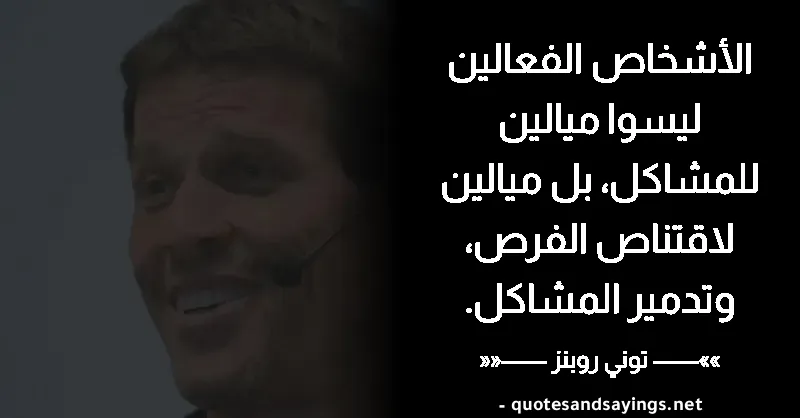 الأشخاص الفعالين
ليسوا ميالين
للمشاكل، بل ميالين
لاقتناص الفرص،
وتدمير المشاكل.
»»—— توني روبنز ——««
- quotesandsayings.net